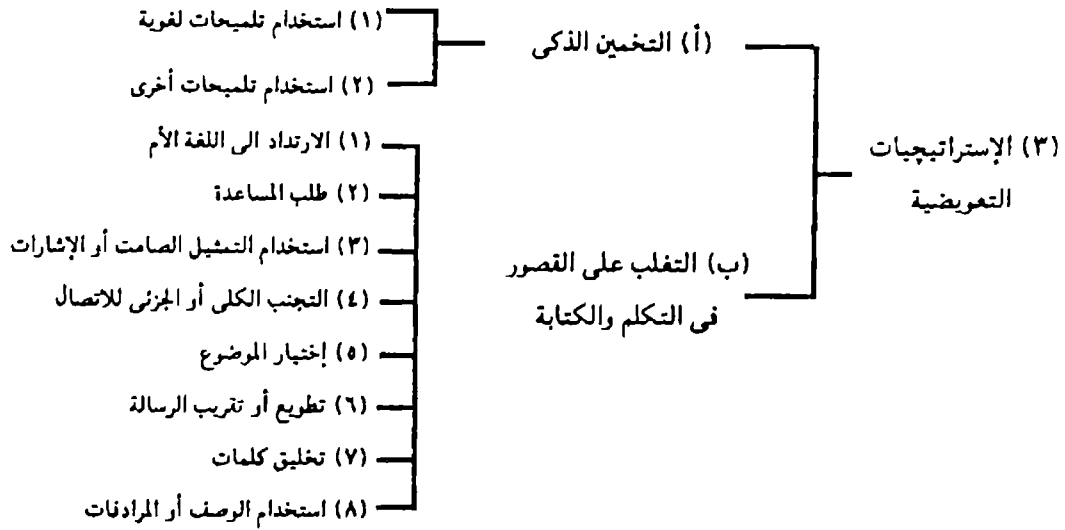 (٣) الإستراتيچيات
التعويضية
(أ) التخمين الذكى
(١) استخدام تلميحات لغوية
(٢) استخدام تلميحات أخرى
(ب) التغلب على القصور
فى التكلم والكتابة
(١) الارتداد الى اللغة الأم
(٢) طلب المساعدة
(٣) استخدام التمثيل الصامت أو الإشارات
(٤) التجنب الكلى أو الجزئى للاتصال
(٥) إختيار الموضوع
(٦) تطويع أو تقريب الرسالة
(٧) تخليق كلمات
(٨) استخدام الوصف أو المرادفات